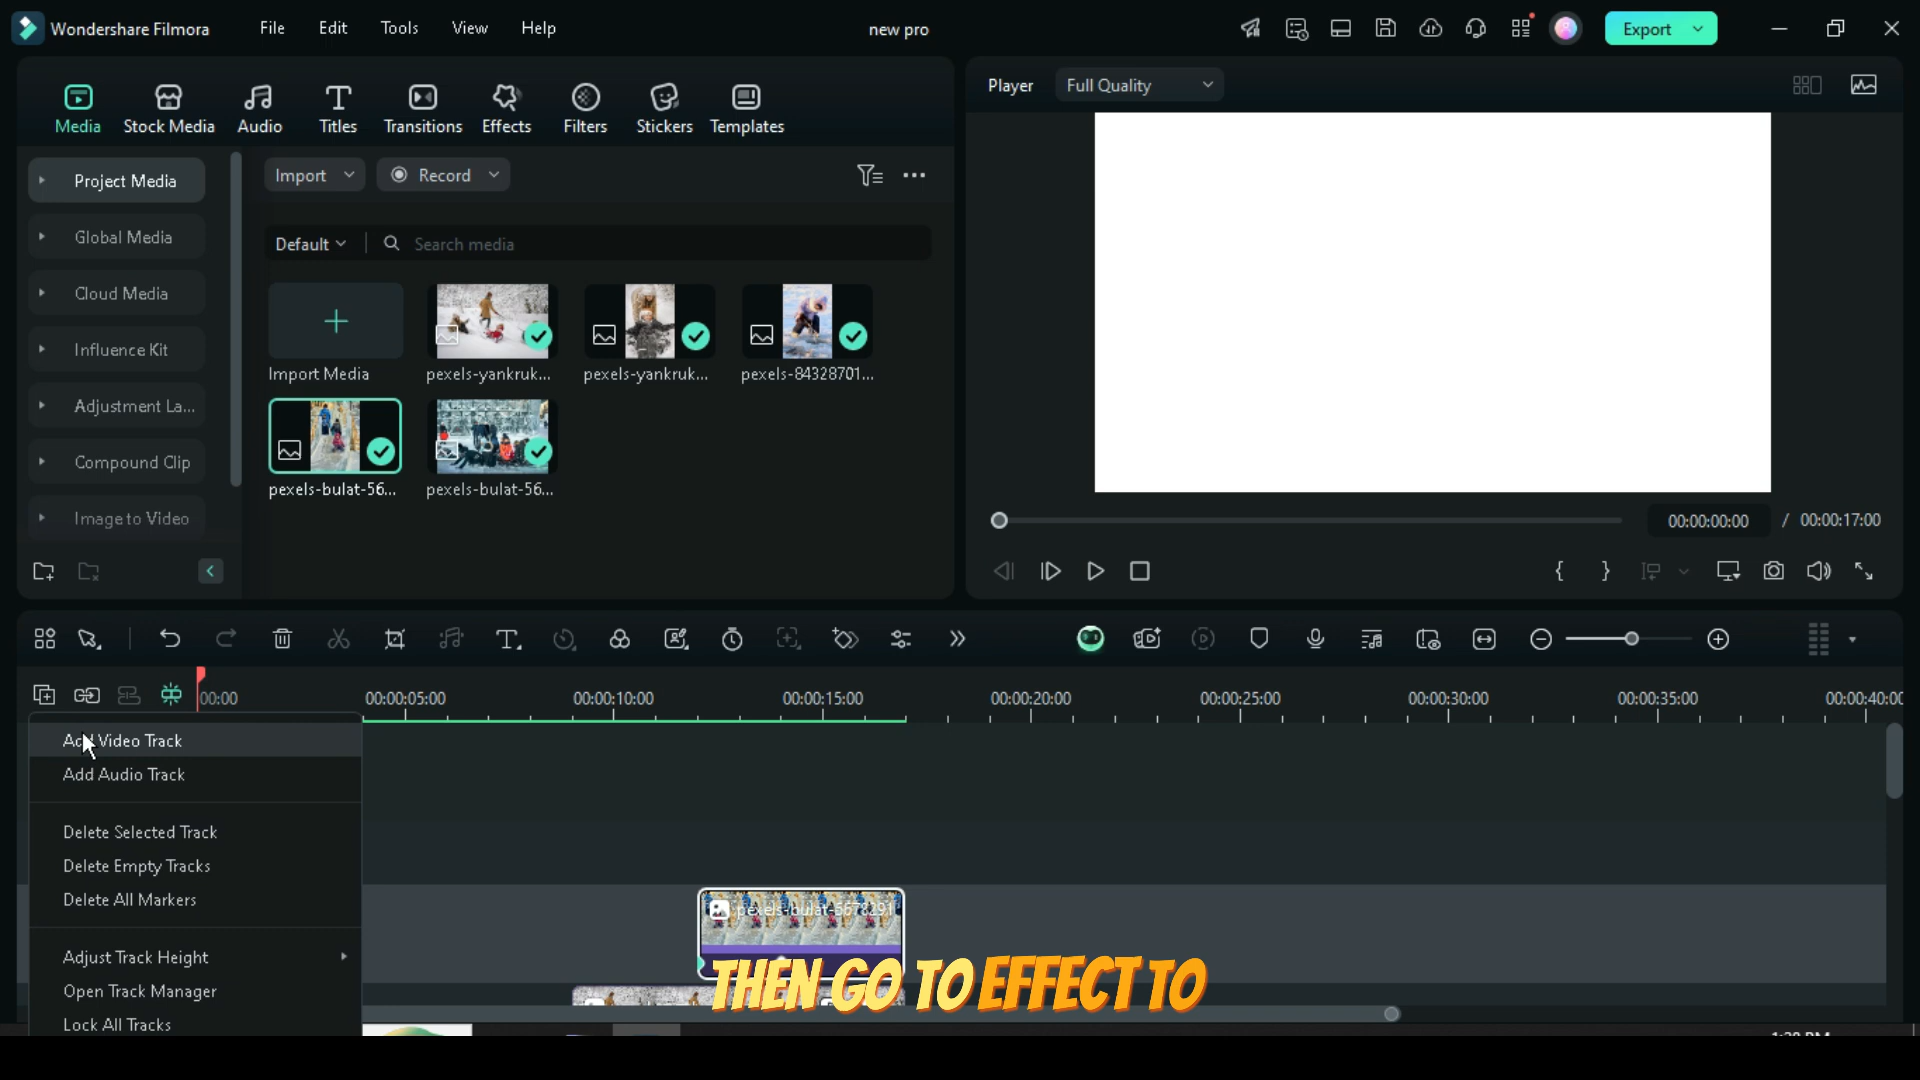 Wondershare Filmora
File
Edit
Tools
View
Help
new pro
Export
Media
Stock Media
Audio
Titles
Transitions
Effects
Filters
Stickers
Templates
Player
Full Quality
Project Media
Global Media
Cloud Media
Influence Kit
Adjustment La...
Compound Clip
Image to Video
Import
Record
Default
Search media
Import Media
pexels-yankruk...
pexels-yankruk...
pexels-84328701...
pexels-bulat-56...
pexels-bulat-56...
00:00:00:00
/
00:00:17:00
00:00
00:00:05:00
00:00:10:00
00:00:15:00
00:00:20:00
00:00:25:00
00:00:30:00
00:00:35:00
00:00:40:00
Add Video Track
Add Audio Track
Delete Selected Track
Delete Empty Tracks
Delete All Markers
Adjust Track Height
Open Track Manager
Lock All Tracks
THEN GO TO EFFECT TO